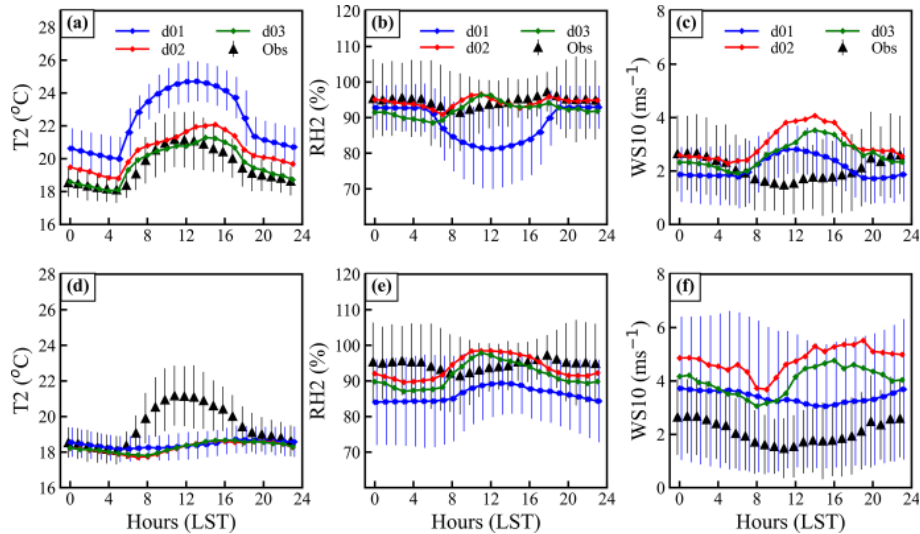 (a)
d01
d02
d03
Obs
28
26
24
22
20
18
16
T2 (°C)
0 4 8 12 16 20 24
(b)
d01
d02
d03
Obs
120
110
100
90
80
70
RH2 (%)
0 4 8 12 16 20 24
(c)
d01
d02
d03
Obs
8
6
4
2
0
WS10 (ms⁻¹)
0 4 8 12 16 20 24
(d)
28
26
24
22
20
18
16
T2 (°C)
0 4 8 12 16 20 23
Hours (LST)
(e)
120
110
100
90
80
70
RH2 (%)
0 4 8 12 16 20 23
Hours (LST)
(f)
8
6
4
2
0
WS10 (ms⁻¹)
0 4 8 12 16 20 24
Hours (LST)